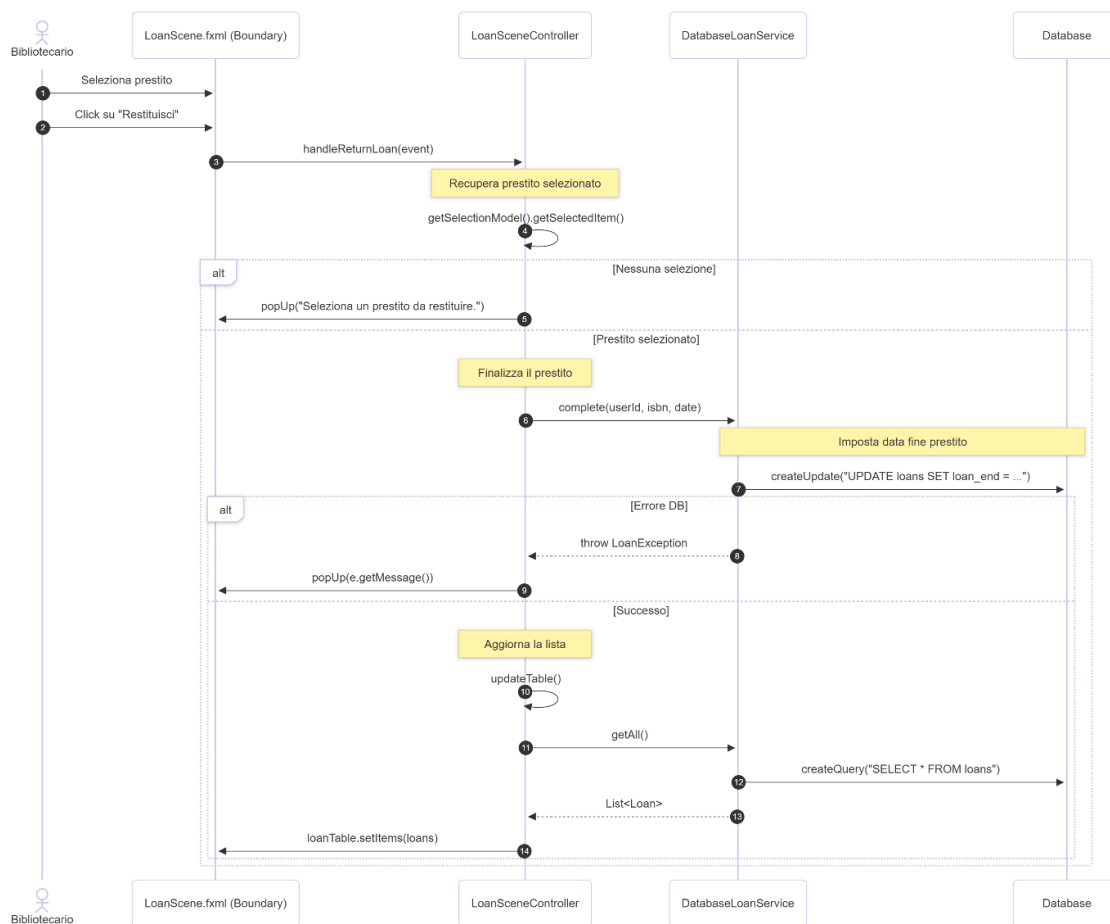 LoanScene.fxml (Boundary)
LoanSceneController
DatabaseLoanService
Database
Bibliotecario
Seleziona prestito
1
Click su "Restituisci"
2
handleReturnLoan(event)
3
Recupera prestito selezionato
getSelectionModel().getSelectedItem()
4
alt
[Nessuna selezione]
popUp("Seleziona un prestito da restituire.")
5
[Prestito selezionato]
Finalizza il prestito
complete(userId, isbn, date)
6
Imposta data fine prestito
createUpdate("UPDATE loans SET loan_end = ...")
7
alt
[Errore DB]
throw LoanException
8
popUp(e.getMessage())
9
[Successo]
Aggiorna la lista
updateTable()
10
getAll()
11
createQuery("SELECT * FROM loans")
12
List<Loan>
13
loanTable.setItems(loans)
14
LoanScene.fxml (Boundary)
LoanSceneController
DatabaseLoanService
Database
Bibliotecario